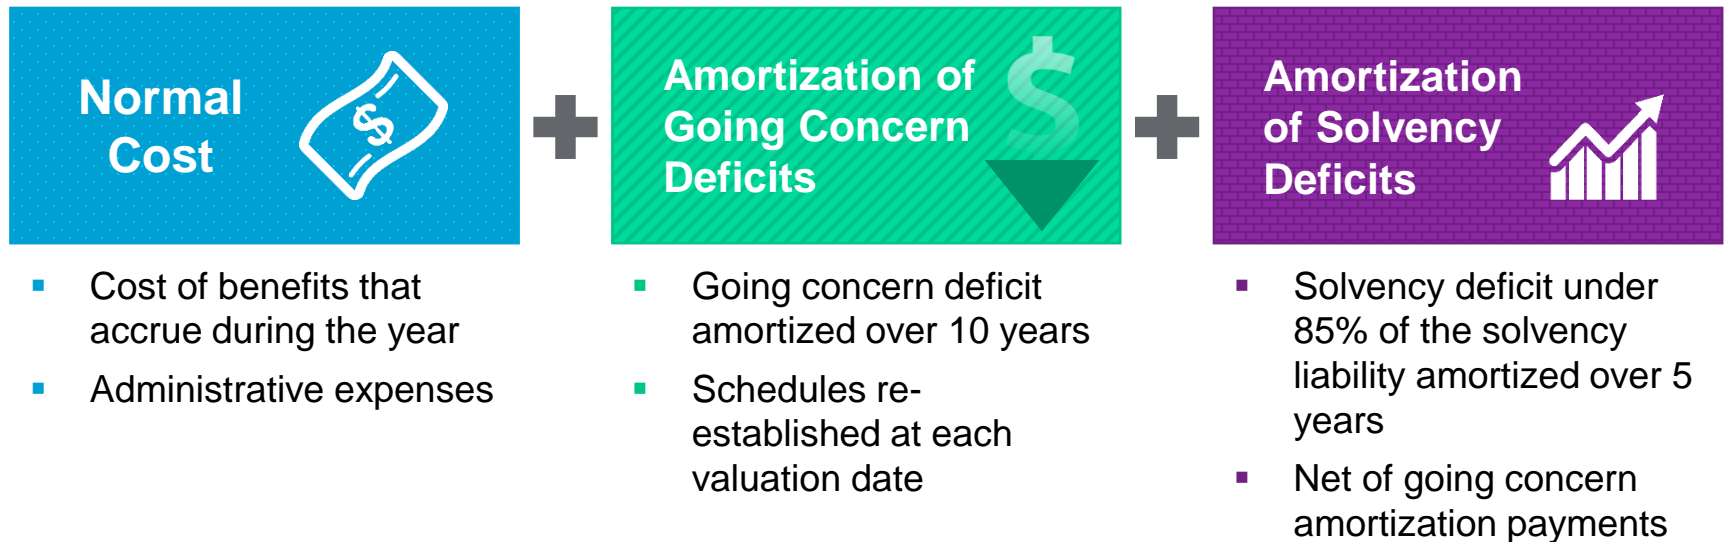 Normal
Cost
$
Amortization of
Going Concern
Deficits
$
Amortization
of Solvency
Deficits
▪ Cost of benefits that
accrue during the year
▪ Administrative expenses
▪ Going concern deficit
amortized over 10 years
▪ Schedules re-
established at each
valuation date
▪ Solvency deficit under
85% of the solvency
liability amortized over 5
years
▪ Net of going concern
amortization payments